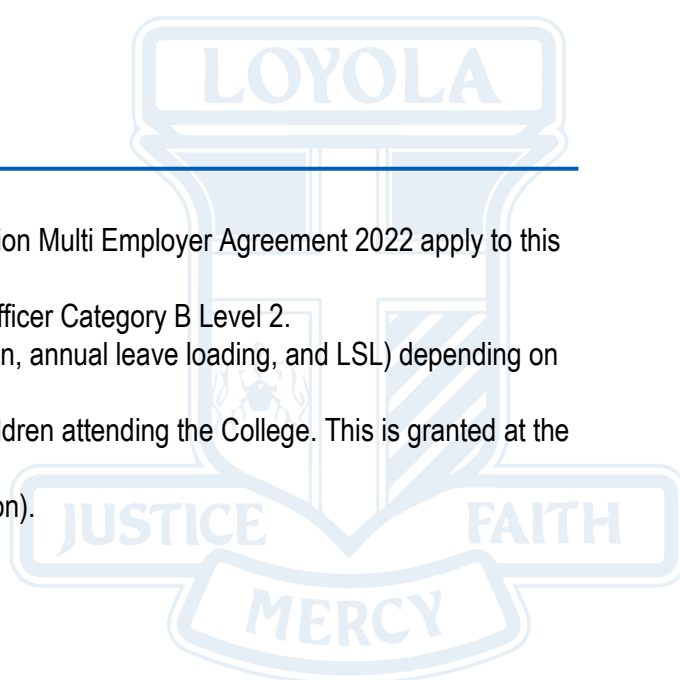 LOYOLA
ion Multi Employer Agreement 2022 apply to this
fficer Category B Level 2.
n, annual leave loading, and LSL) depending on
ldren attending the College. This is granted at the
on).
JUSTICE
FAITH
MERCY